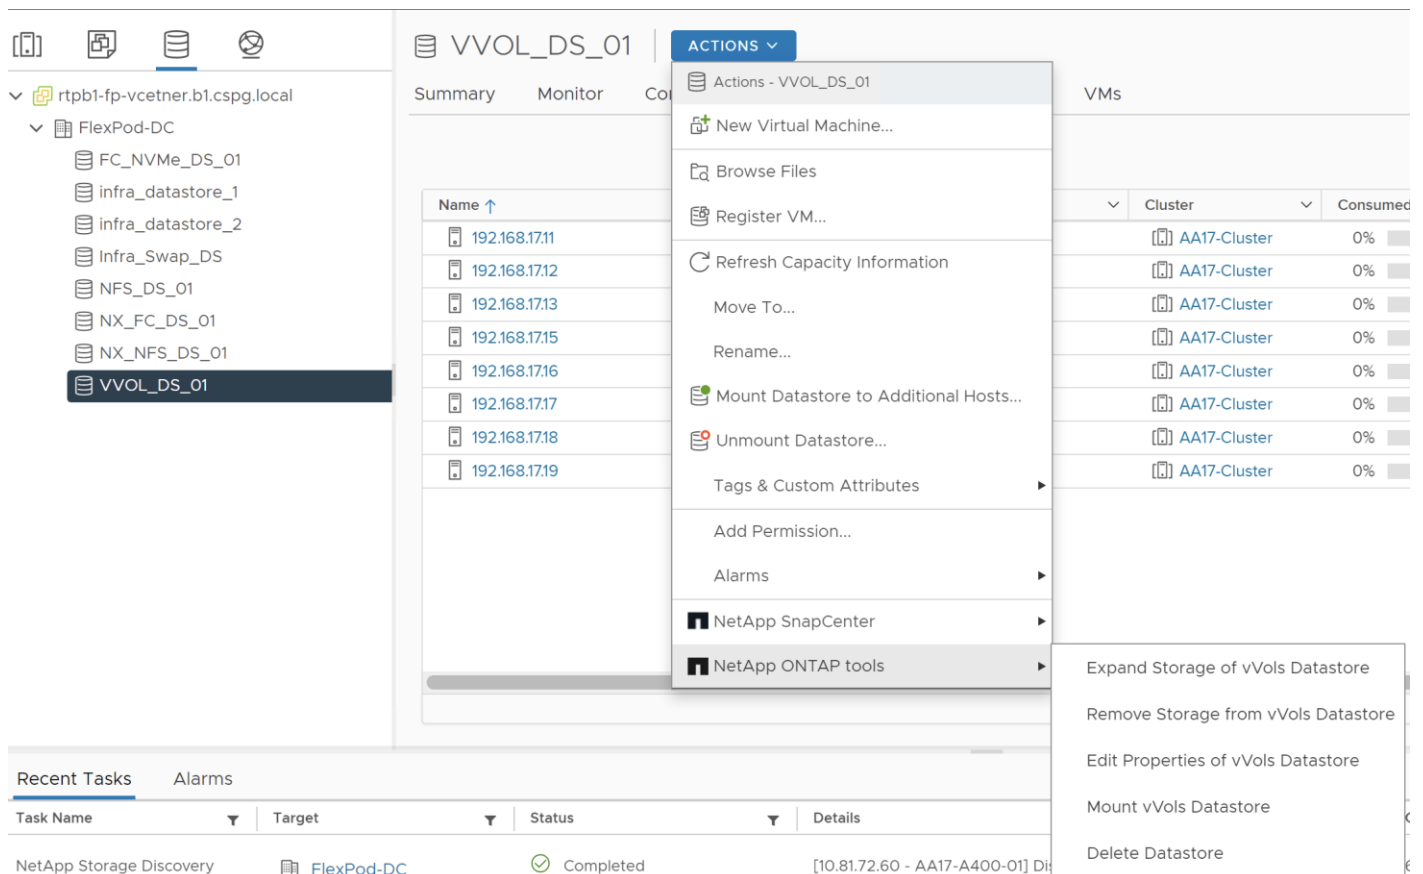 VVOL_DS_01
ACTIONS
Summary
Monitor
VMs
rtpb1-fp-vcetner.b1.cspg.local
FlexPod-DC
FC_NVMe_DS_01
infra_datastore_1
infra_datastore_2
Infra_Swap_DS
NFS_DS_01
NX_FC_DS_01
NX_NFS_DS_01
VVOL_DS_01
Actions - VVOL_DS_01
New Virtual Machine...
Browse Files
Register VM...
Refresh Capacity Information
Move To...
Rename...
Mount Datastore to Additional Hosts...
Unmount Datastore...
Tags & Custom Attributes
Add Permission...
Alarms
NetApp SnapCenter
NetApp ONTAP tools
Expand Storage of vVols Datastore
Remove Storage from vVols Datastore
Edit Properties of vVols Datastore
Mount vVols Datastore
Delete Datastore
Name Cluster Consumed
192.168.17.11 AA17-Cluster 0%
192.168.17.12 AA17-Cluster 0%
192.168.17.13 AA17-Cluster 0%
192.168.17.15 AA17-Cluster 0%
192.168.17.16 AA17-Cluster 0%
192.168.17.17 AA17-Cluster 0%
192.168.17.18 AA17-Cluster 0%
192.168.17.19 AA17-Cluster 0%
Recent Tasks Alarms
Task Name Target Status Details
NetApp Storage Discovery FlexPod-DC Completed [10.81.72.60 - AA17-A400-01]